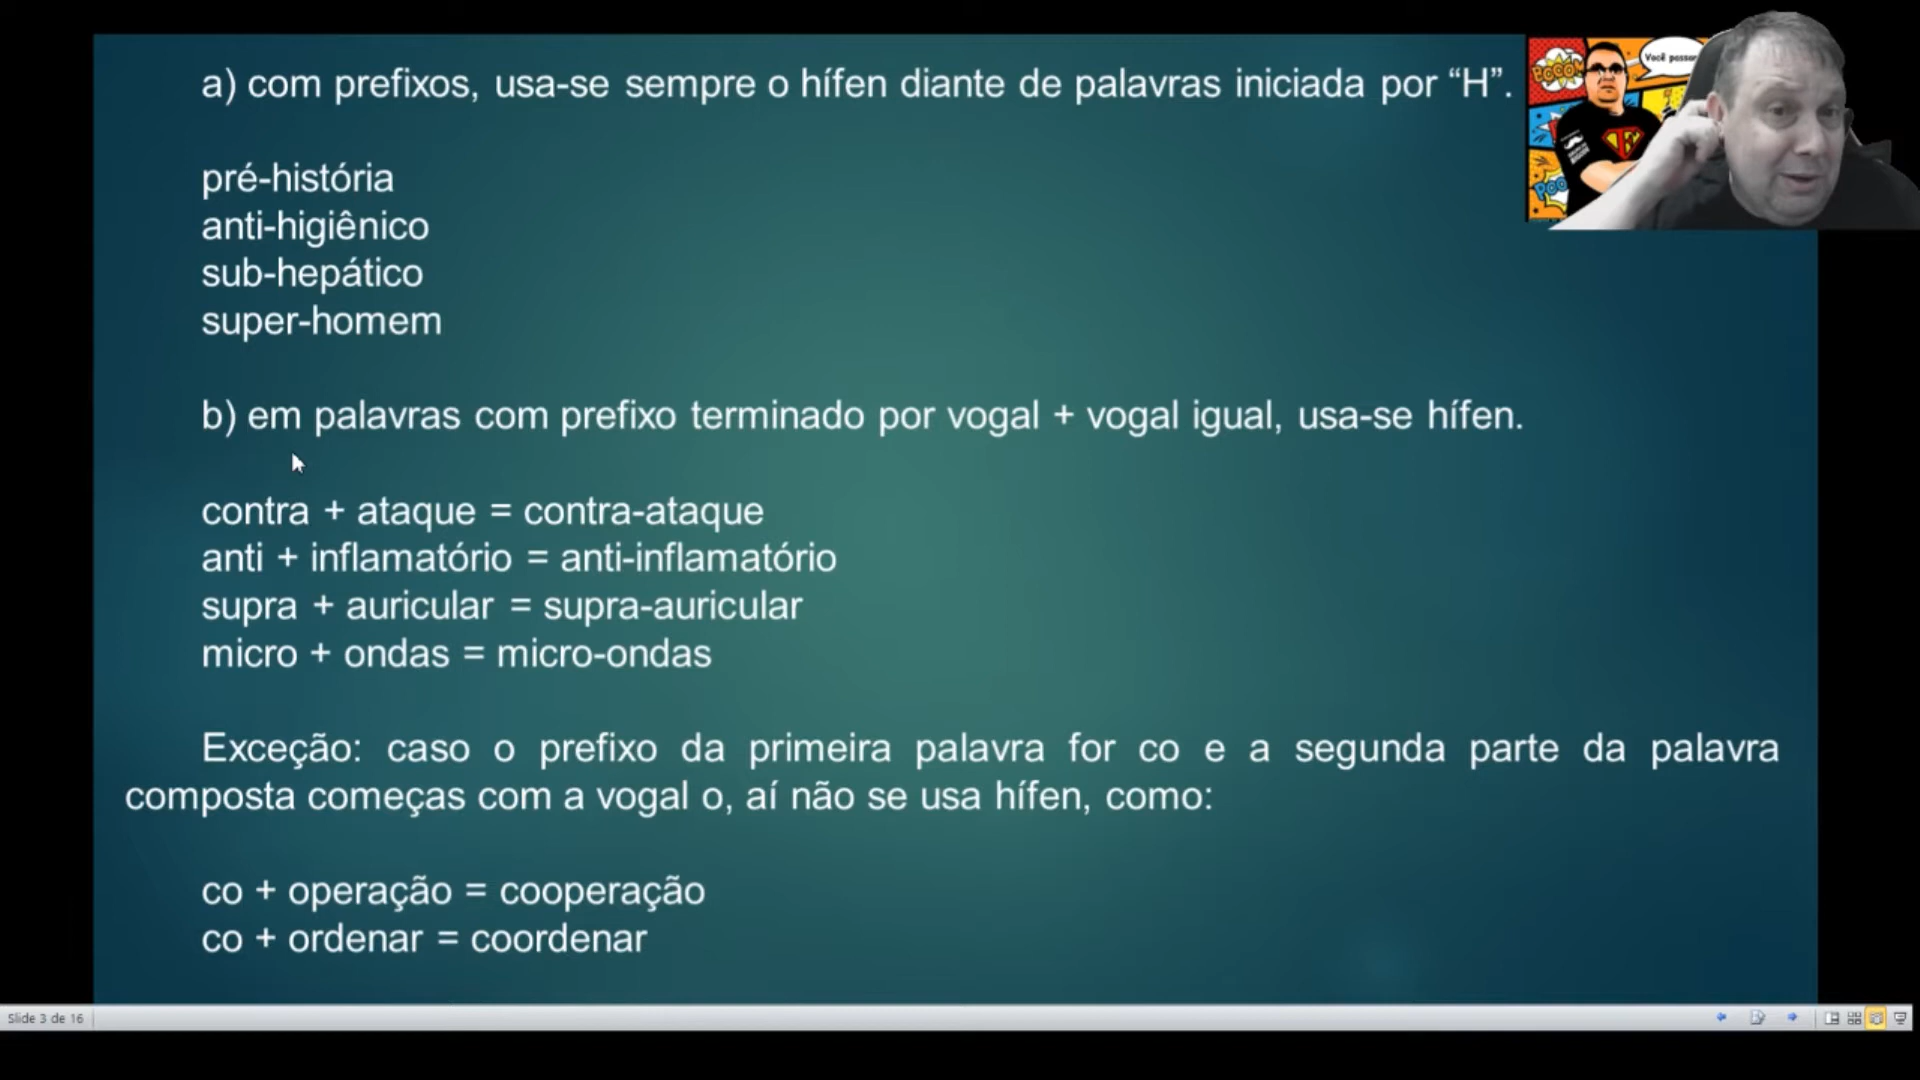 a) com prefixos, usa-se sempre o hífen diante de palavras iniciada por “H”.
pré-história
anti-higiênico
sub-hepático
super-homem
b) em palavras com prefixo terminado por vogal + vogal igual, usa-se hífen.
contra + ataque = contra-ataque
anti + inflamatório = anti-inflamatório
supra + auricular = supra-auricular
micro + ondas = micro-ondas
Exceção: caso o prefixo da primeira palavra for co e a segunda parte da palavra
composta começas com a vogal o, aí não se usa hífen, como:
co + operação = cooperação
co + ordenar = coordenar
Você passar
Slide 3 de 16